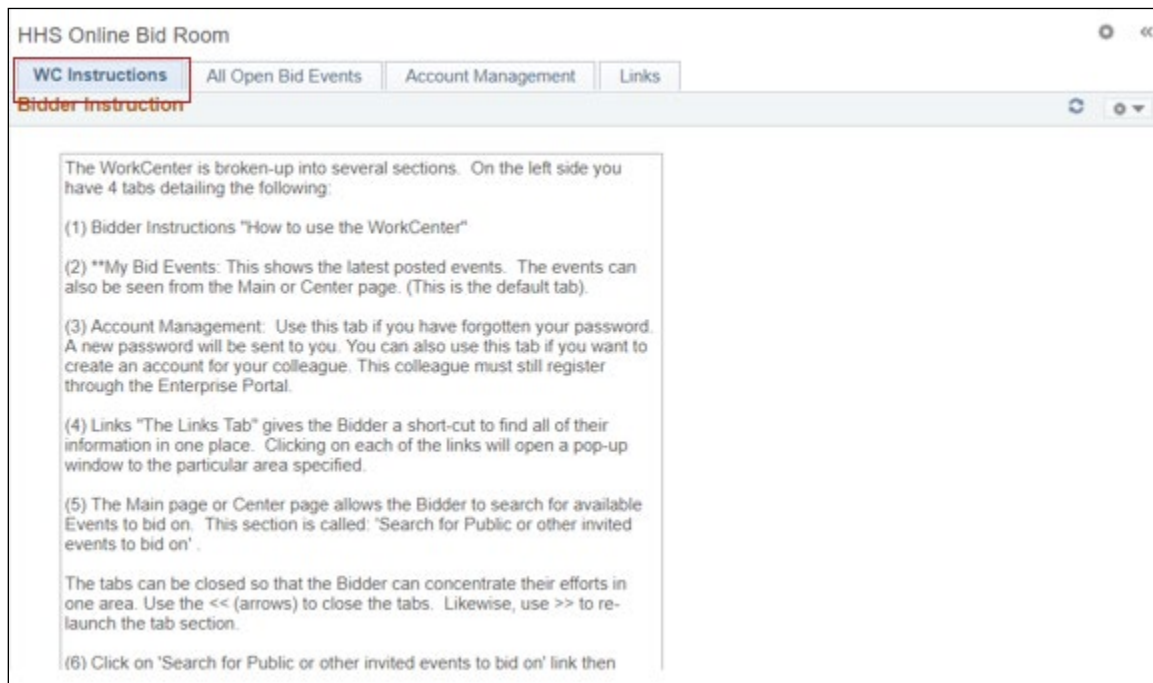 HHS Online Bid Room
WC Instructions All Open Bid Events Account Management Links
Bidder Instruction
The WorkCenter is broken-up into several sections. On the left side you
have 4 tabs detailing the following:
(1) Bidder Instructions "How to use the WorkCenter"
(2) **My Bid Events: This shows the latest posted events. The events can
also be seen from the Main or Center page. (This is the default tab).
(3) Account Management: Use this tab if you have forgotten your password.
A new password will be sent to you. You can also use this tab if you want to
create an account for your colleague. This colleague must still register
through the Enterprise Portal.
(4) Links "The Links Tab" gives the Bidder a short-cut to find all of their
information in one place. Clicking on each of the links will open a pop-up
window to the particular area specified.
(5) The Main page or Center page allows the Bidder to search for available
Events to bid on. This section is called: 'Search for Public or other invited
events to bid on' .
The tabs can be closed so that the Bidder can concentrate their efforts in
one area. Use the << (arrows) to close the tabs. Likewise, use >> to re-
launch the tab section.
(6) Click on 'Search for Public or other invited events to bid on' link then